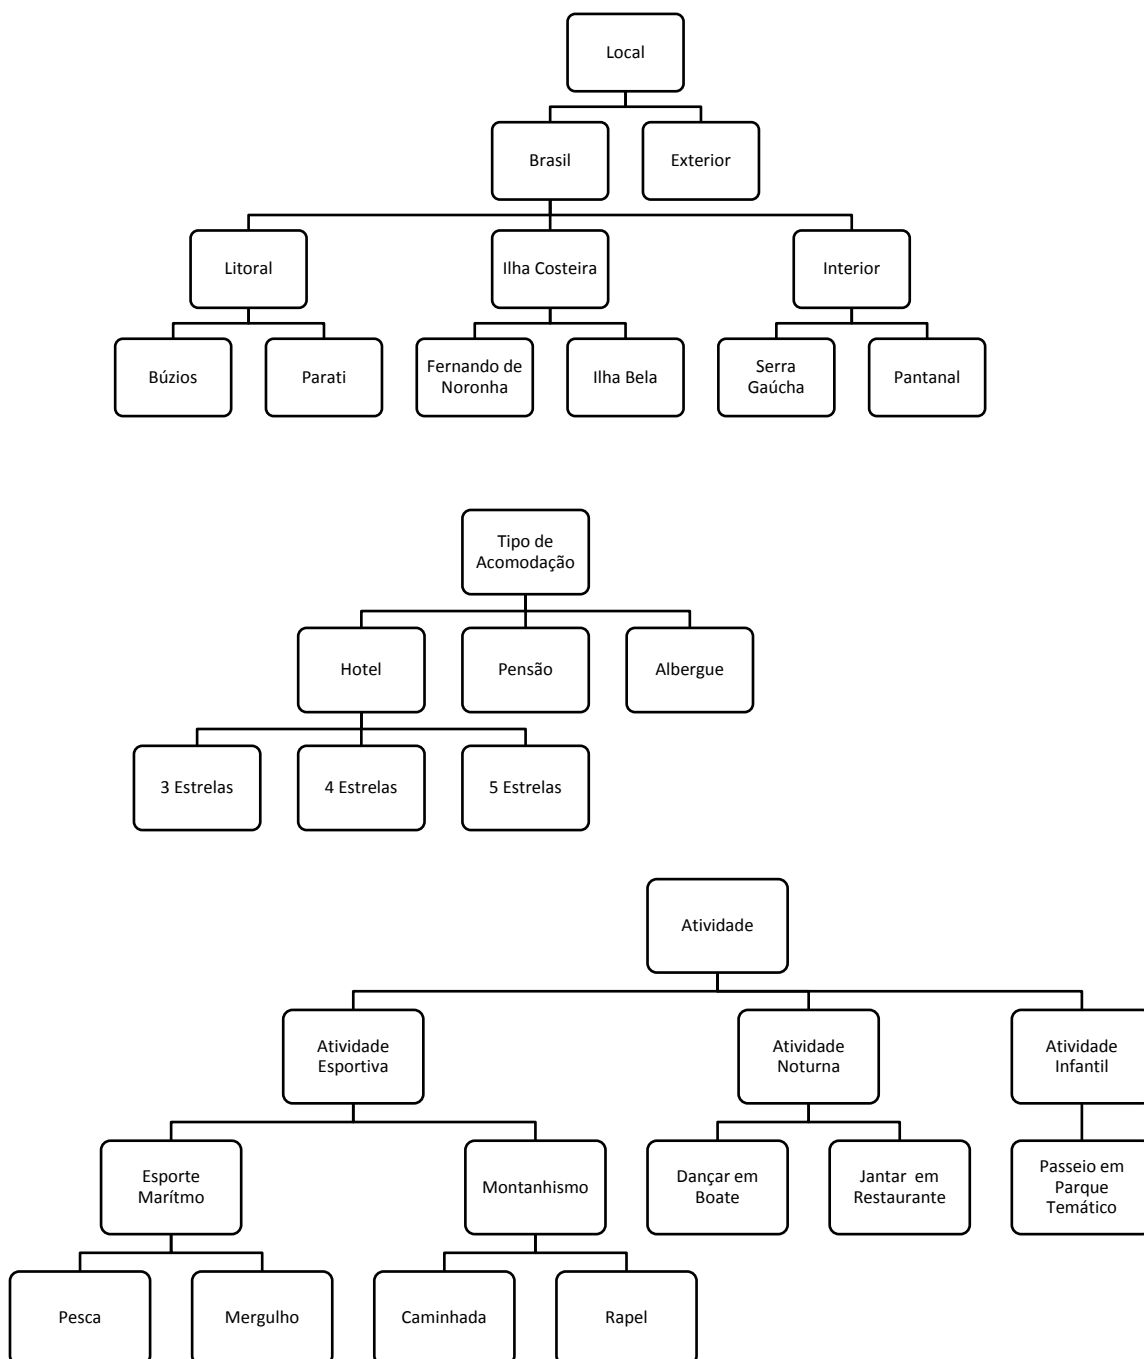 Local
Brasil
Exterior
Litoral
Ilha Costeira
Interior
Búzios
Parati
Fernando de
Noronha
Ilha Bela
Serra
Gaúcha
Pantanal
Tipo de
Acomodação
Hotel
Pensão
Albergue
3 Estrelas
4 Estrelas
5 Estrelas
Atividade
Atividade
Esportiva
Atividade
Noturna
Atividade
Infantil
Esporte
Marítmo
Montanhismo
Dançar em
Boate
Jantar em
Restaurante
Passeio em
Parque
Temático
Pesca
Mergulho
Caminhada
Rapel